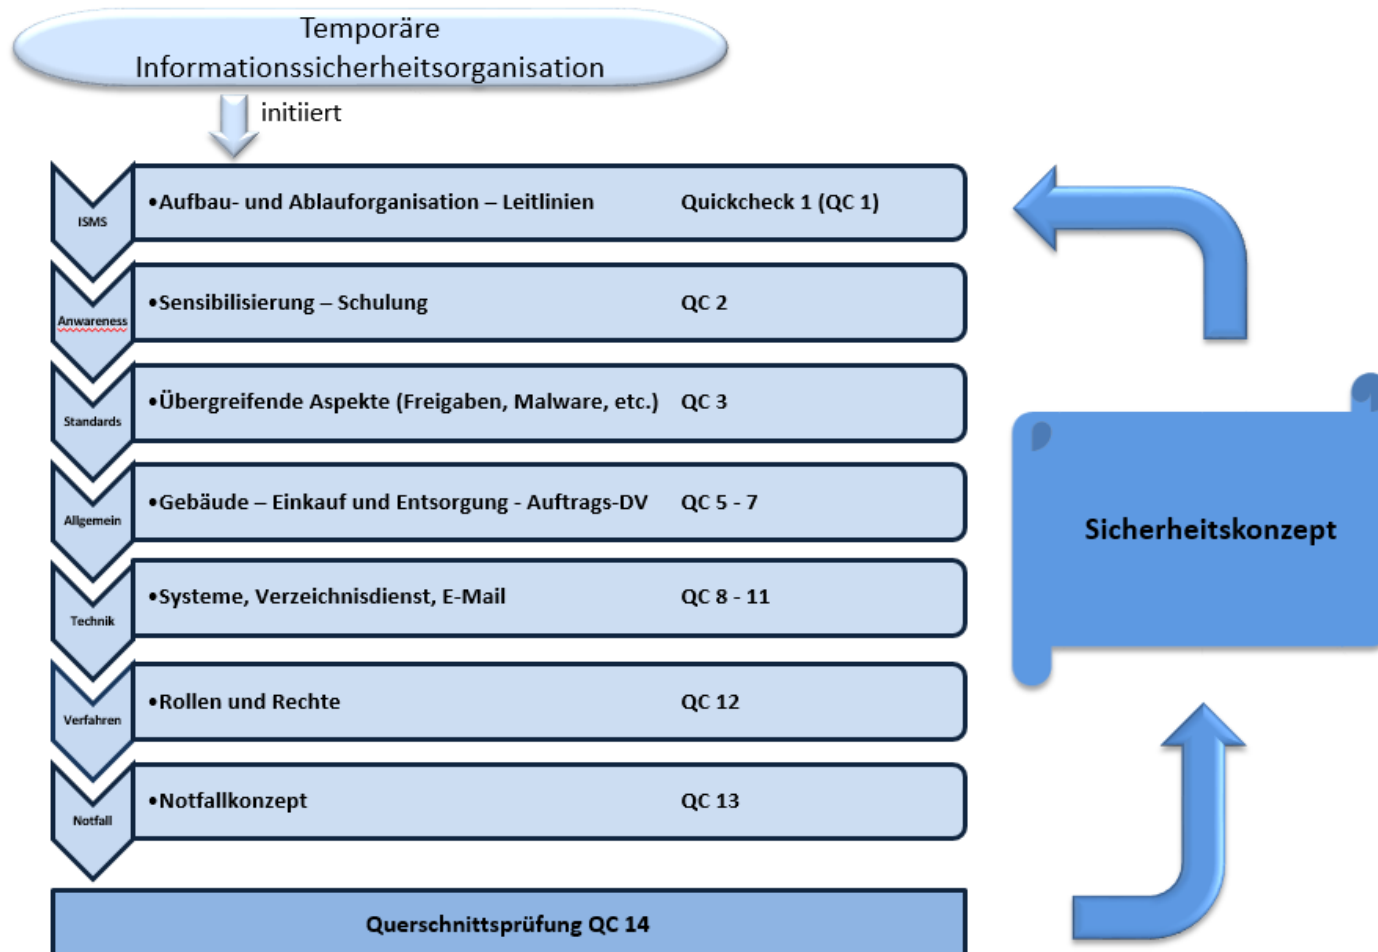 Temporäre
Informationssicherheitsorganisation
initiiert
ISMS
•Aufbau- und Ablauforganisation – Leitlinien Quickcheck 1 (QC 1)
Anwareness
•Sensibilisierung – Schulung QC 2
Standards
•Übergreifende Aspekte (Freigaben, Malware, etc.) QC 3
Allgemein
•Gebäude – Einkauf und Entsorgung - Auftrags-DV QC 5 - 7
Technik
•Systeme, Verzeichnisdienst, E-Mail QC 8 - 11
Verfahren
•Rollen und Rechte QC 12
Notfall
•Notfallkonzept QC 13
Querschnittsprüfung QC 14
Sicherheitskonzept